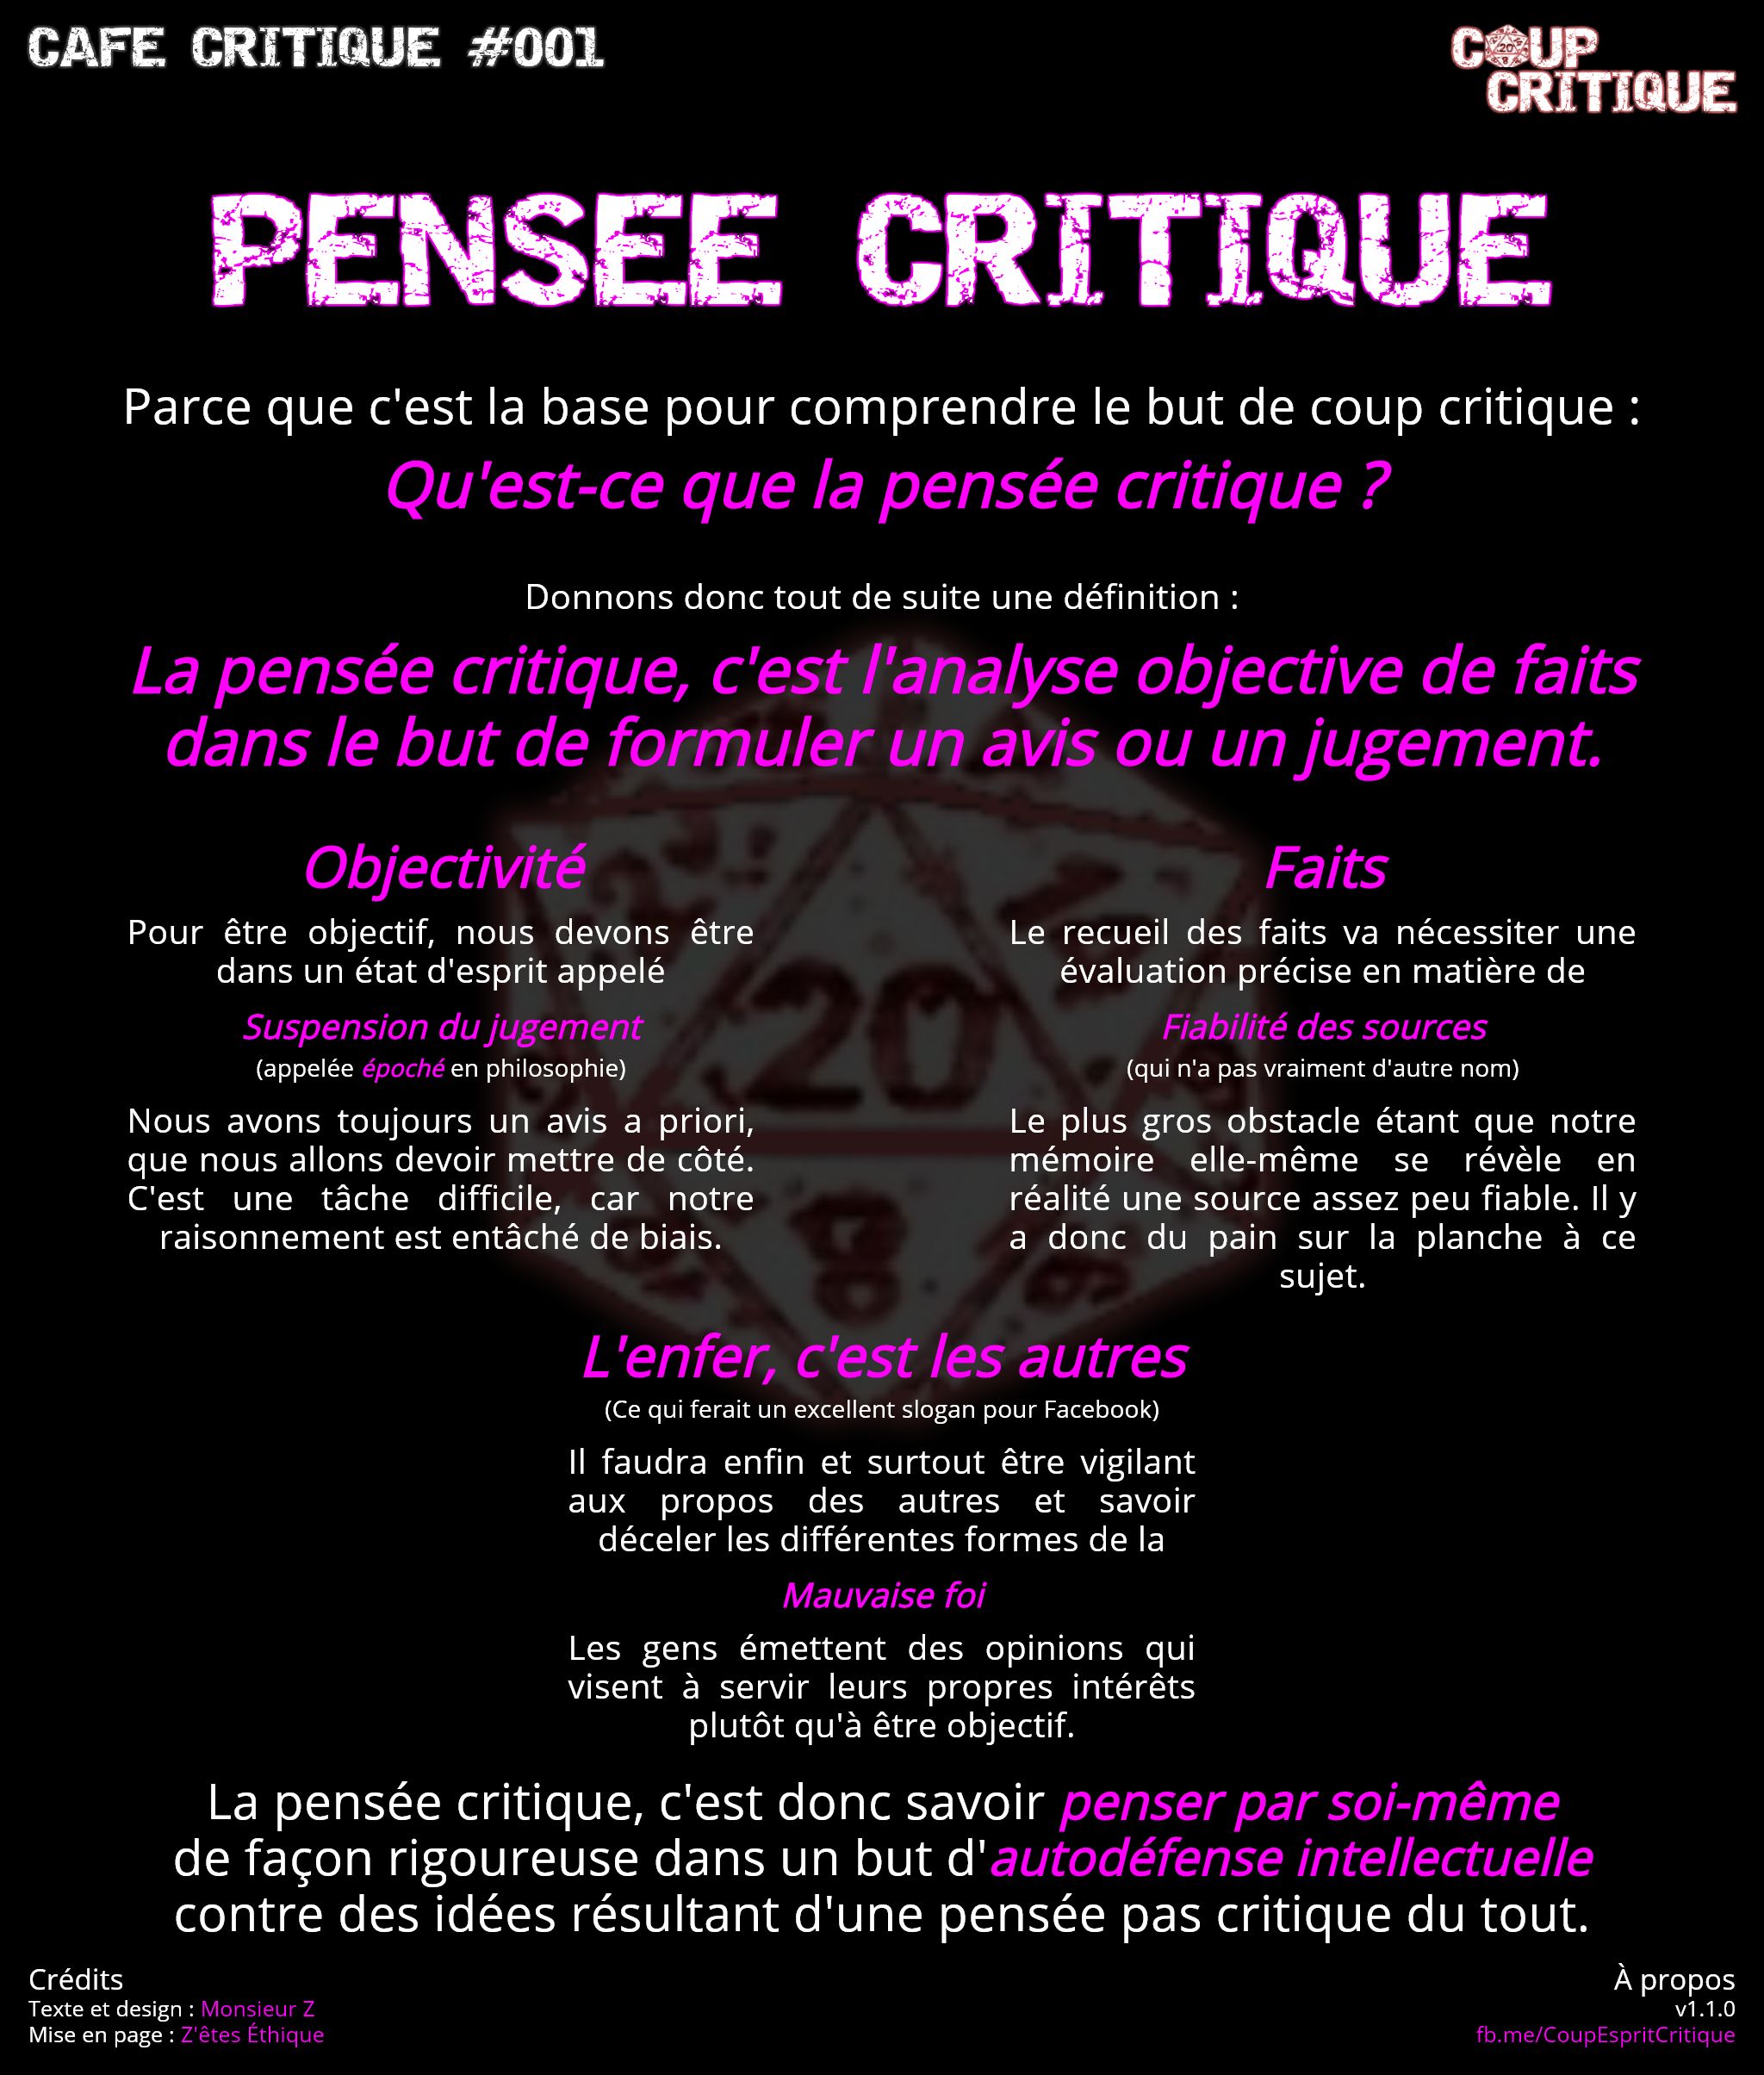 CAFE CRITIQUE #001
COUP
CRITIQUE
PENSEE CRITIQUE
Parce que c'est la base pour comprendre le but de coup critique :
Qu'est-ce que la pensée critique ?
Donnons donc tout de suite une définition :
La pensée critique, c'est l'analyse objective de faits
dans le but de formuler un avis ou un jugement.
Objectivité
Pour être objectif, nous devons être
dans un état d'esprit appelé
Suspension du jugement
(appelée époché en philosophie)
Nous avons toujours un avis a priori,
que nous allons devoir mettre de côté.
C'est une tâche difficile, car notre
raisonnement est entâché de biais.
Faits
Le recueil des faits va nécessiter une
évaluation précise en matière de
Fiabilité des sources
(qui n'a pas vraiment d'autre nom)
Le plus gros obstacle étant que notre
mémoire elle-même se révèle en
réalité une source assez peu fiable. Il y
a donc du pain sur la planche à ce
sujet.
20
8
L'enfer, c'est les autres
(Ce qui ferait un excellent slogan pour Facebook)
Il faudra enfin et surtout être vigilant
aux propos des autres et savoir
déceler les différentes formes de la
Mauvaise foi
Les gens émettent des opinions qui
visent à servir leurs propres intérêts
plutôt qu'à être objectif.
La pensée critique, c'est donc savoir penser par soi-même
de façon rigoureuse dans un but d'autodéfense intellectuelle
contre des idées résultant d'une pensée pas critique du tout.
Crédits
Texte et design : Monsieur Z
Mise en page : Z'êtes Éthique
À propos
v1.1.0
fb.me/CoupEspritCritique